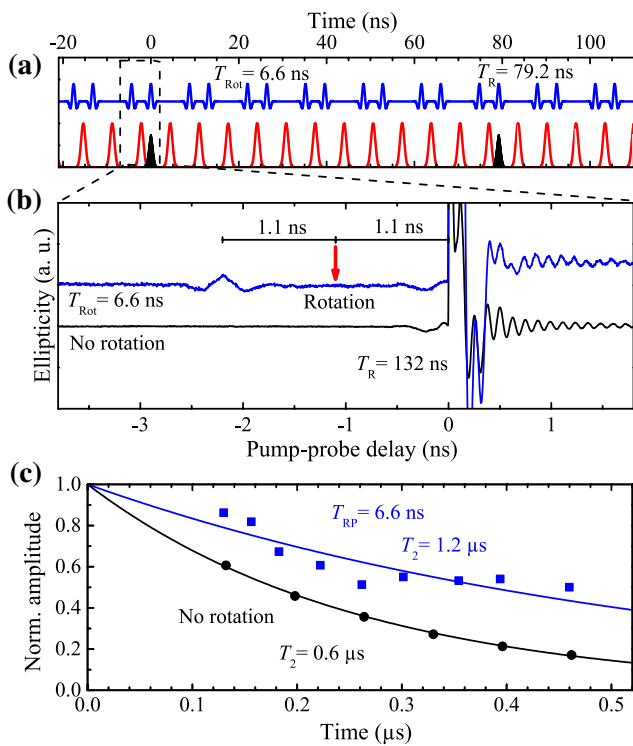 Time (ns)
-20 0 20 40 60 80 100
(a)
T_Rot = 6.6 ns
T_R = 79.2 ns
(b)
Ellipticity (a. u.)
1.1 ns 1.1 ns
T_Rot = 6.6 ns
Rotation
No rotation
T_R = 132 ns
-3 -2 -1 0 1
Pump-probe delay (ns)
(c)
Norm. amplitude
1.0
0.8
0.6
0.4
0.2
0.0
T_RP = 6.6 ns
T_2 = 1.2 µs
No rotation
T_2 = 0.6 µs
0.0 0.1 0.2 0.3 0.4 0.5
Time (µs)